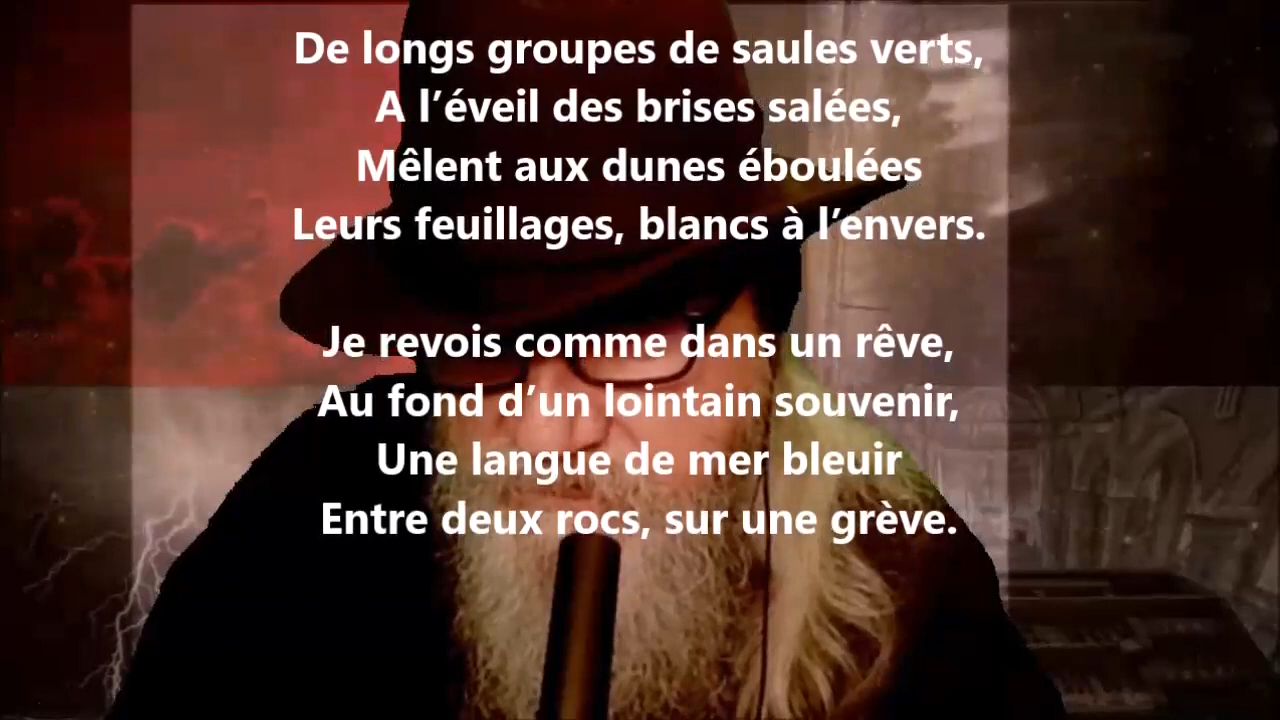 De longs groupes de saules verts,
A l’éveil des brises salées,
Mêlent aux dunes éboulées
Leurs feuillages, blancs à l’envers.
Je revois comme dans un rêve,
Au fond d’un lointain souvenir,
Une langue de mer bleuir
Entre deux rocs, sur une grève.